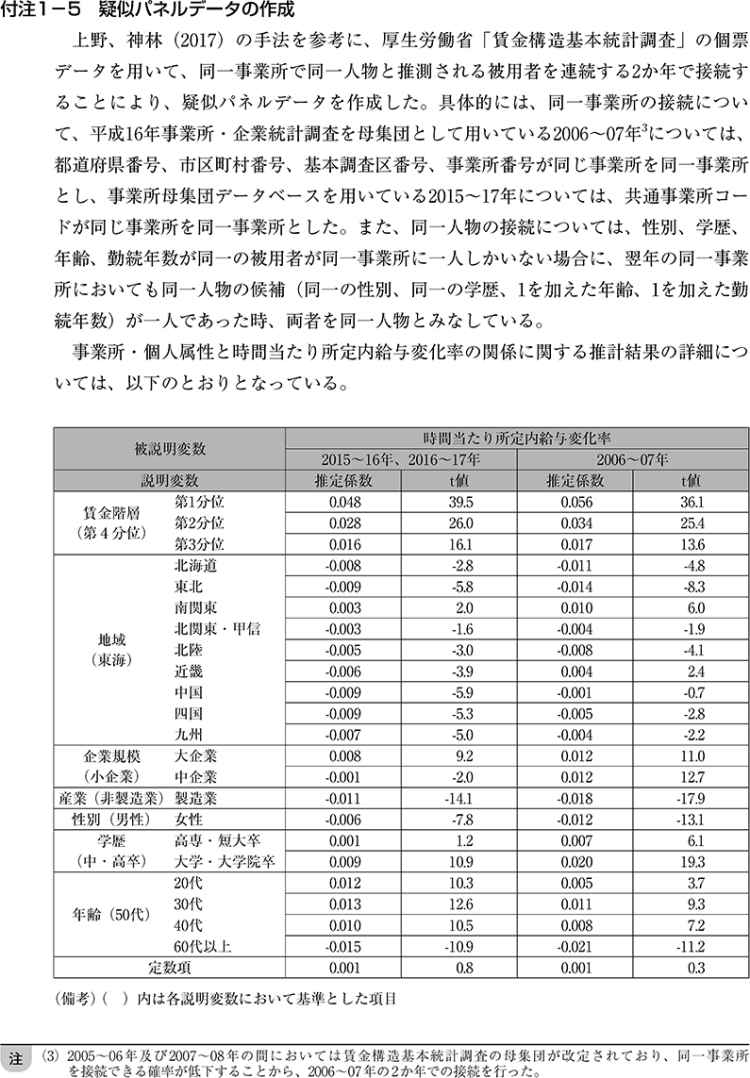 付注1－5　疑似パネルデータの作成
上野、神林（2017）の手法を参考に、厚生労働省「賃金構造基本統計調査」の個票
データを用いて、同一事業所で同一人物と推測される被用者を連続する2か年で接続す
ることにより、疑似パネルデータを作成した。具体的には、同一事業所の接続につい
て、平成16年事業所・企業統計調査を母集団として用いている2006～07年3については、
都道府県番号、市区町村番号、基本調査区番号、事業所番号が同じ事業所を同一事業所
とし、事業所母集団データベースを用いている2015～17年については、共通事業所コー
ドが同じ事業所を同一事業所とした。また、同一人物の接続については、性別、学歴、
年齢、勤続年数が同一の被用者が同一事業所に一人しかいない場合に、翌年の同一事業
所においても同一人物の候補（同一の性別、同一の学歴、1を加えた年齢、1を加えた勤
続年数）が一人であった時、両者を同一人物とみなしている。
事業所・個人属性と時間当たり所定内給与変化率の関係に関する推計結果の詳細につ
いては、以下のとおりとなっている。
被説明変数 時間当たり所定内給与変化率
2015～16年、2016～17年 2006～07年
説明変数 推定係数 t値 推定係数 t値
賃金階層（第４分位） 第1分位 0.048 39.5 0.056 36.1
第2分位 0.028 26.0 0.034 25.4
第3分位 0.016 16.1 0.017 13.6
地域（東海） 北海道 -0.008 -2.8 -0.011 -4.8
東北 -0.009 -5.8 -0.014 -8.3
南関東 0.003 2.0 0.010 6.0
北関東・甲信 -0.003 -1.6 -0.004 -1.9
北陸 -0.005 -3.0 -0.008 -4.1
近畿 -0.006 -3.9 0.004 2.4
中国 -0.009 -5.9 -0.001 -0.7
四国 -0.009 -5.3 -0.005 -2.8
九州 -0.007 -5.0 -0.004 -2.2
企業規模（小企業） 大企業 0.008 9.2 0.012 11.0
中企業 -0.001 -2.0 0.012 12.7
産業（非製造業） 製造業 -0.011 -14.1 -0.018 -17.9
性別（男性） 女性 -0.006 -7.8 -0.012 -13.1
学歴（中・高卒） 高専・短大卒 0.001 1.2 0.007 6.1
大学・大学院卒 0.009 10.9 0.020 19.3
年齢（50代） 20代 0.012 10.3 0.005 3.7
30代 0.013 12.6 0.011 9.3
40代 0.010 10.5 0.008 7.2
60代以上 -0.015 -10.9 -0.021 -11.2
定数項 0.001 0.8 0.001 0.3
（備考）（　）内は各説明変数において基準とした項目
注 （3）2005～06年及び2007～08年の間においては賃金構造基本統計調査の母集団が改定されており、同一事業所
を接続できる確率が低下することから、2006～07年の2か年での接続を行った。